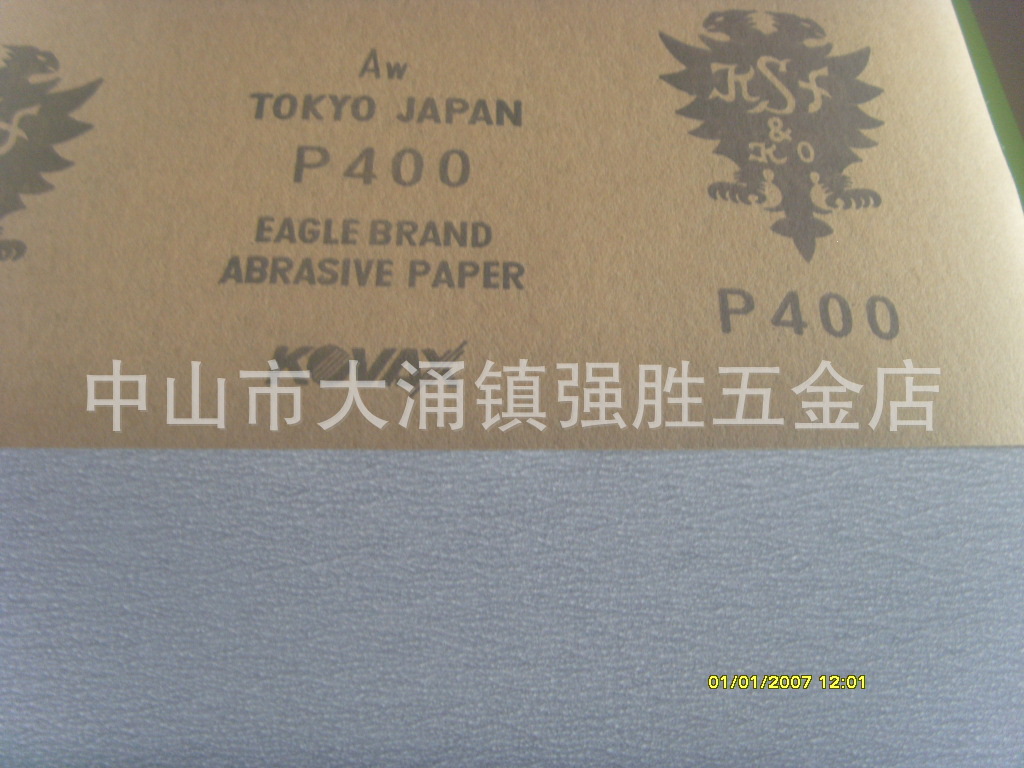 Aw
TOKYO JAPAN
P400
EAGLE BRAND
ABRASIVE PAPER
KOVAX
KSF
&
KO
P400
中山市大涌镇强胜五金店
01/01/2007 12:01